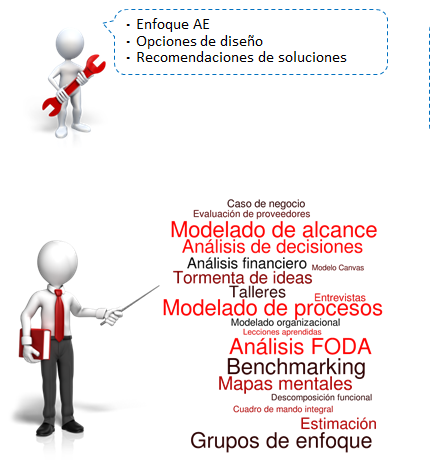 · Enfoque AE
· Opciones de diseño
· Recomendaciones de soluciones
Caso de negocio
Evaluación de proveedores
Modelado de alcance
Análisis de decisiones
Análisis financiero Modelo Canvas
Tormenta de ideas
Talleres Entrevistas
Modelado de procesos
Modelado organizacional
Lecciones aprendidas
Análisis FODA
Benchmarking
Mapas mentales
Descomposición funcional
Cuadro de mando integral
Estimación
Grupos de enfoque